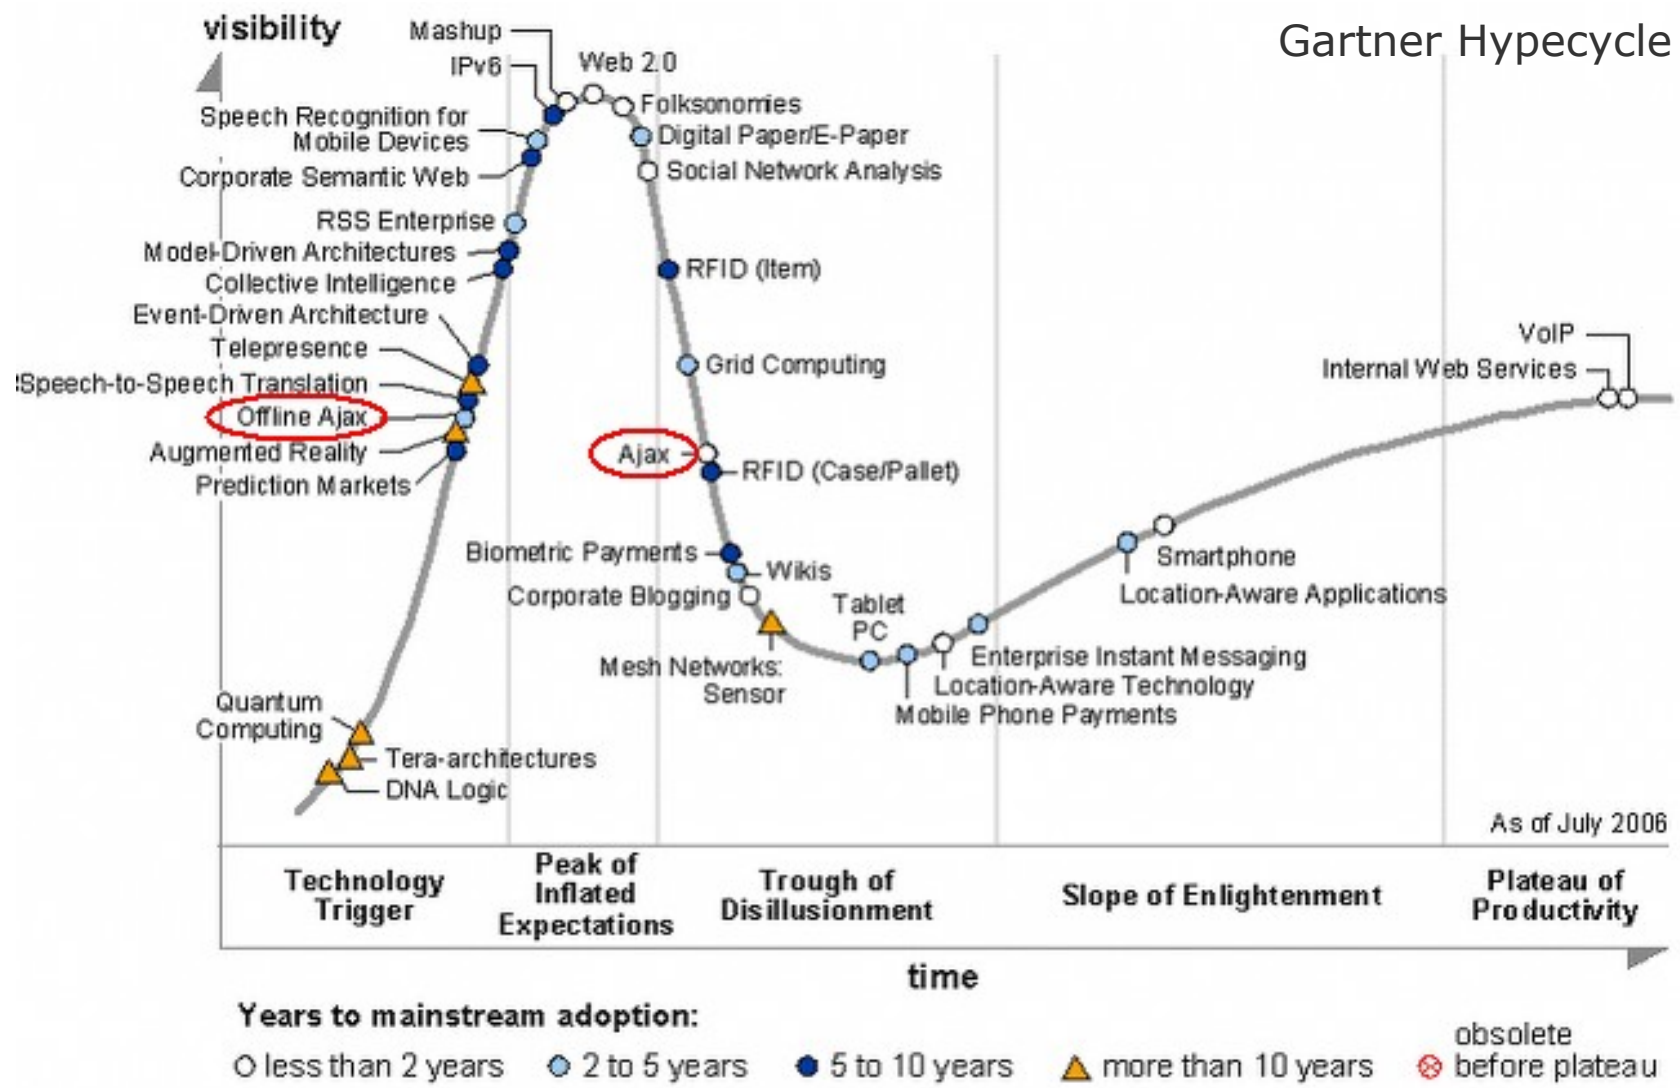 visibility
Gartner Hypecycle
Mashup
IPv6
Web 2.0
Speech Recognition for
Mobile Devices
Corporate Semantic Web
RSS Enterprise
Model-Driven Architectures
Collective Intelligence
Event-Driven Architecture
Telepresence
Speech-to-Speech Translation
Offline Ajax
Augmented Reality
Prediction Markets
Quantum
Computing
Tera-architectures
DNA Logic
Folksonomies
Digital Paper/E-Paper
Social Network Analysis
RFID (Item)
Grid Computing
Ajax
RFID (Case/Pallet)
Biometric Payments
Wikis
Corporate Blogging
Mesh Networks:
Sensor
Tablet
PC
Enterprise Instant Messaging
Location-Aware Technology
Mobile Phone Payments
Smartphone
Location-Aware Applications
VoIP
Internal Web Services
As of July 2006
Technology
Trigger
Peak of
Inflated
Expectations
Trough of
Disillusionment
Slope of Enlightenment
Plateau of
Productivity
time
Years to mainstream adoption:
less than 2 years
2 to 5 years
5 to 10 years
more than 10 years
obsolete
before plateau